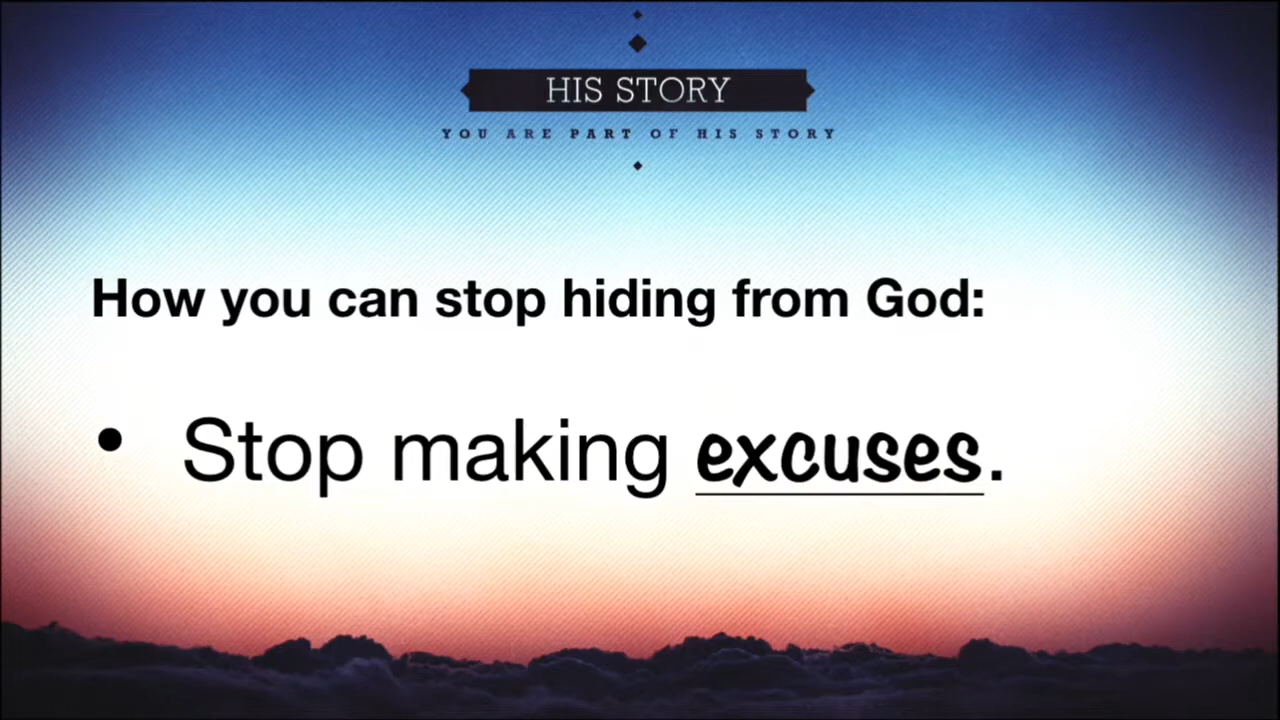 HIS STORY
YOU ARE PART OF HIS STORY
How you can stop hiding from God:
• Stop making excuses.